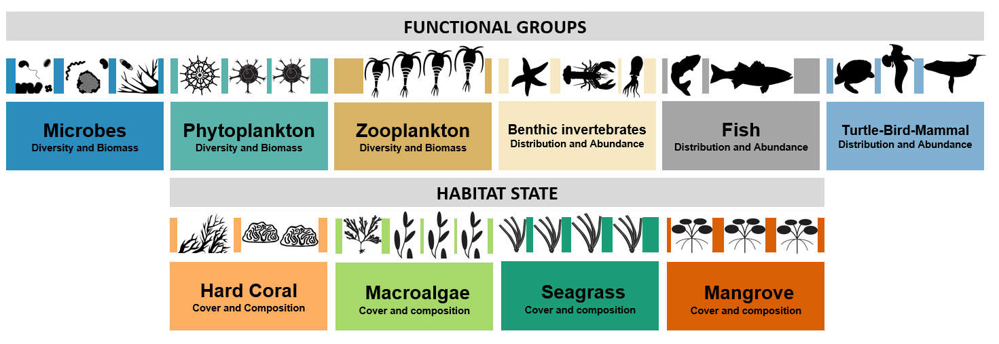 FUNCTIONAL GROUPS
Microbes
Diversity and Biomass
Phytoplankton
Diversity and Biomass
Zooplankton
Diversity and Biomass
Benthic invertebrates
Distribution and Abundance
Fish
Distribution and Abundance
Turtle-Bird-Mammal
Distribution and Abundance
HABITAT STATE
Hard Coral
Cover and Composition
Macroalgae
Cover and composition
Seagrass
Cover and composition
Mangrove
Cover and composition